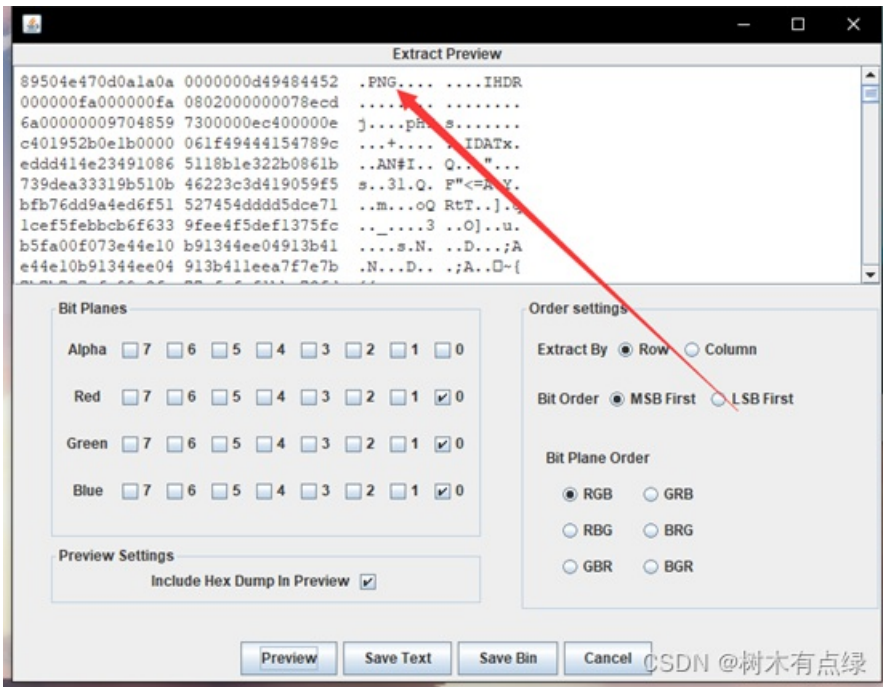 Extract Preview
89504e470d0a1a0a 0000000d49484452 .PNG.... ....IHDR
000000fa000000fa 0802000000078ecd
6a00000009704859 7300000ec400000e
c401952b0e1b0000 061f49444154789c ...+....
eddd414e23491086 5118b1e322b0861b ..AN#I..
739dea33319b510b 46223c3d419059f5 s..31.Q.
bfb76dd9a4ed6f51 527454dddd5dce71 ..m...oQ
1cef5febbcb6f633 9fee4f5def1375fc .._....3 ..O]..u.
b5fa00f073e44e10 b91344ee04913b41 ....s.N. .D...;A
e44e10b91344ee04 913b411eea7f7e7b .N...D.. .;A..□~{
Bit Planes
Alpha 7 6 5 4 3 2 1 0
Red 7 6 5 4 3 2 1 0
Green 7 6 5 4 3 2 1 0
Blue 7 6 5 4 3 2 1 0
Preview Settings
Include Hex Dump In Preview
Order settings
Extract By Row Column
Bit Order MSB First LSB First
Bit Plane Order
RGB GRB
RBG BRG
GBR BGR
Preview Save Text Save Bin Cancel
CSDN @树木有点绿